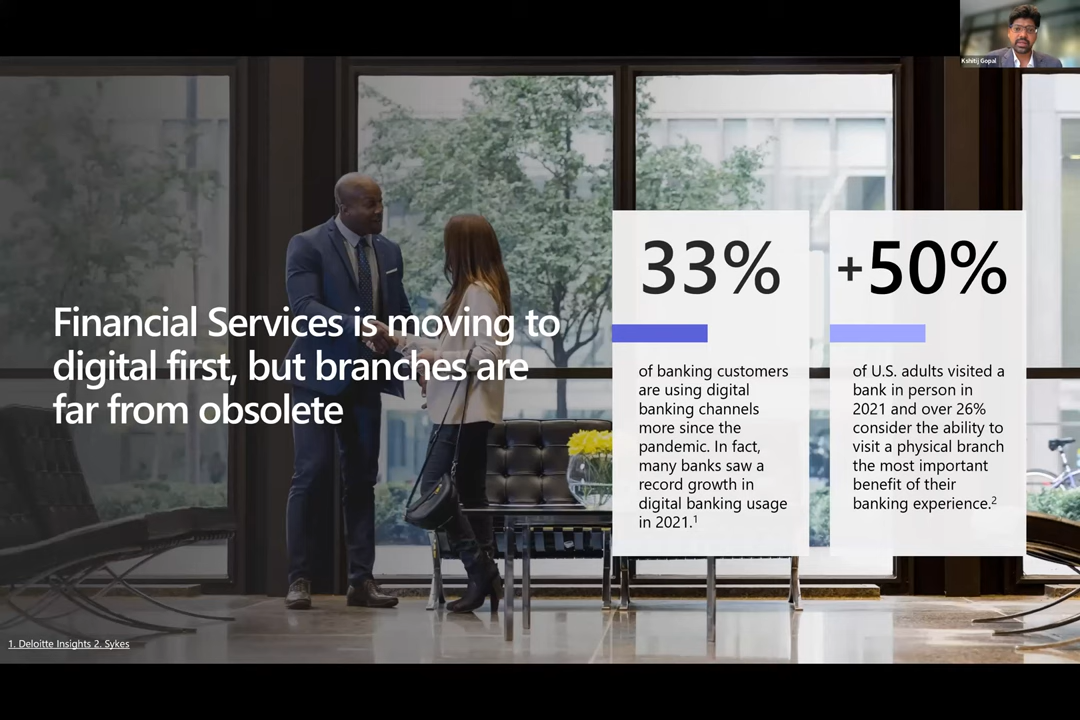 Kshitij Gopal
Financial Services is moving to
digital first, but branches are
far from obsolete
33%
of banking customers
are using digital
banking channels
more since the
pandemic. In fact,
many banks saw a
record growth in
digital banking usage
in 2021.¹
+50%
of U.S. adults visited a
bank in person in
2021 and over 26%
consider the ability to
visit a physical branch
the most important
benefit of their
banking experience.²
1. Deloitte Insights 2. Sykes